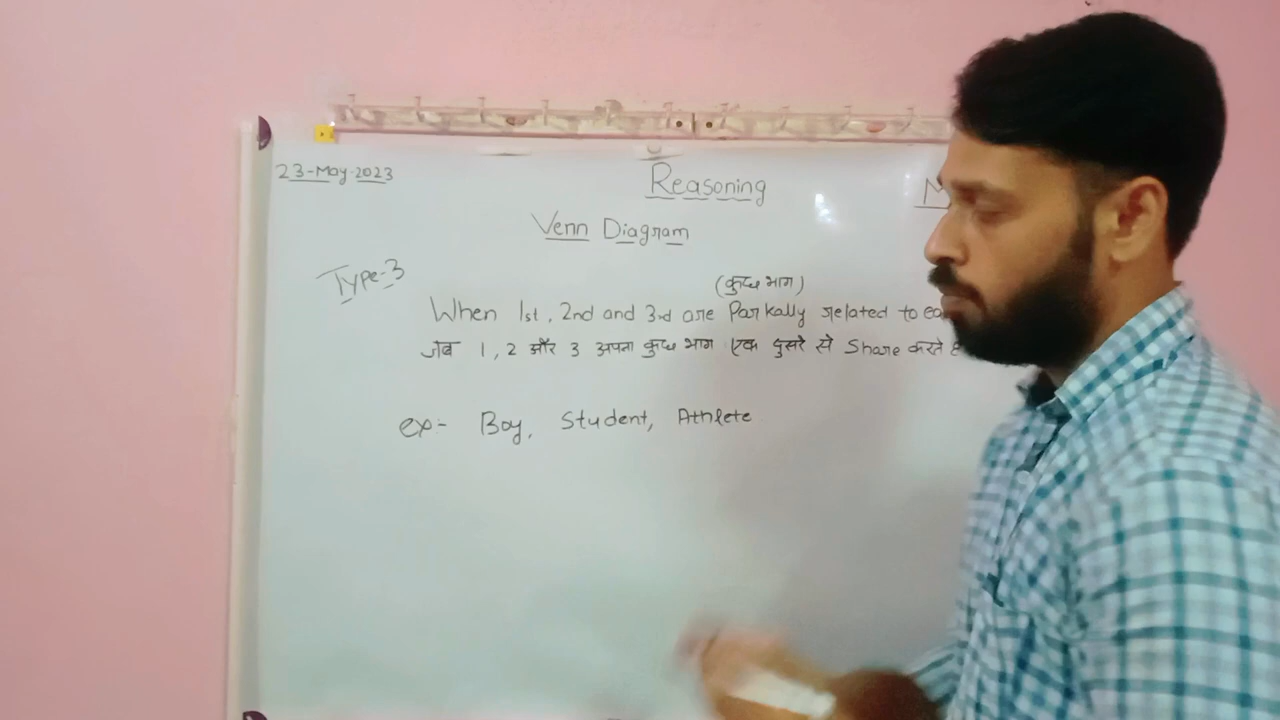 23-May-2023
Reasoning
Venn Diagram
Type-3
(कुछ भाग)
When 1st, 2nd and 3rd are Partially related to
जब 1, 2 और 3 अपना कुछ भाग एक दुसरे से Share करते
ex:- Boy, Student, Athlete